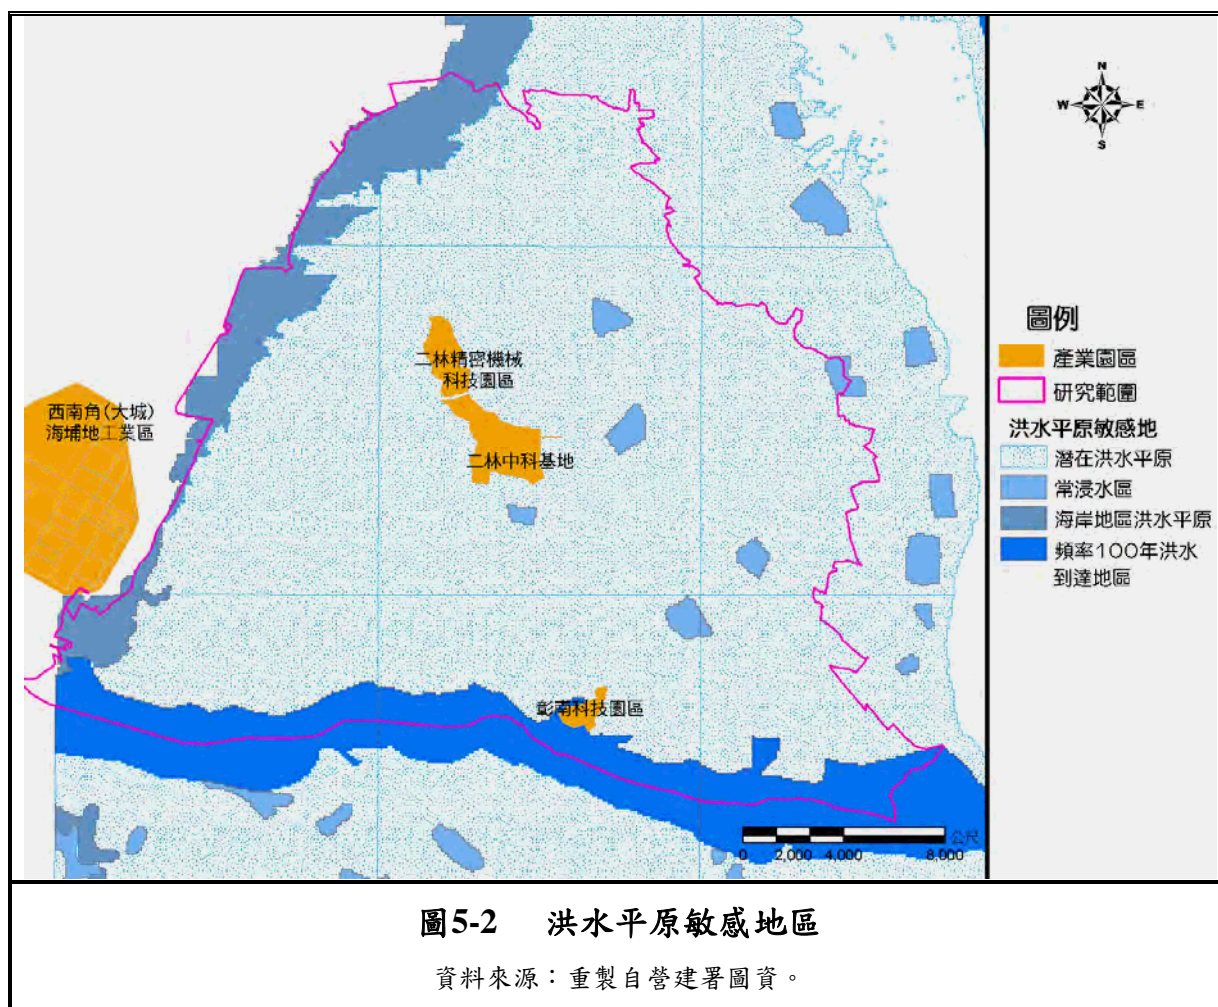 N
W
E
S
圖例
產業園區
研究範圍
洪水平原敏感地
潛在洪水平原
常浸水區
海岸地區洪水平原
頻率100年洪水
到達地區
二林精密機械
科技園區
西南角(大城)
海埔地工業區
二林中科基地
彰南科技園區
公尺
0 2,000 4,000 8,000
圖5-2 洪水平原敏感地區
資料來源：重製自營建署圖資。